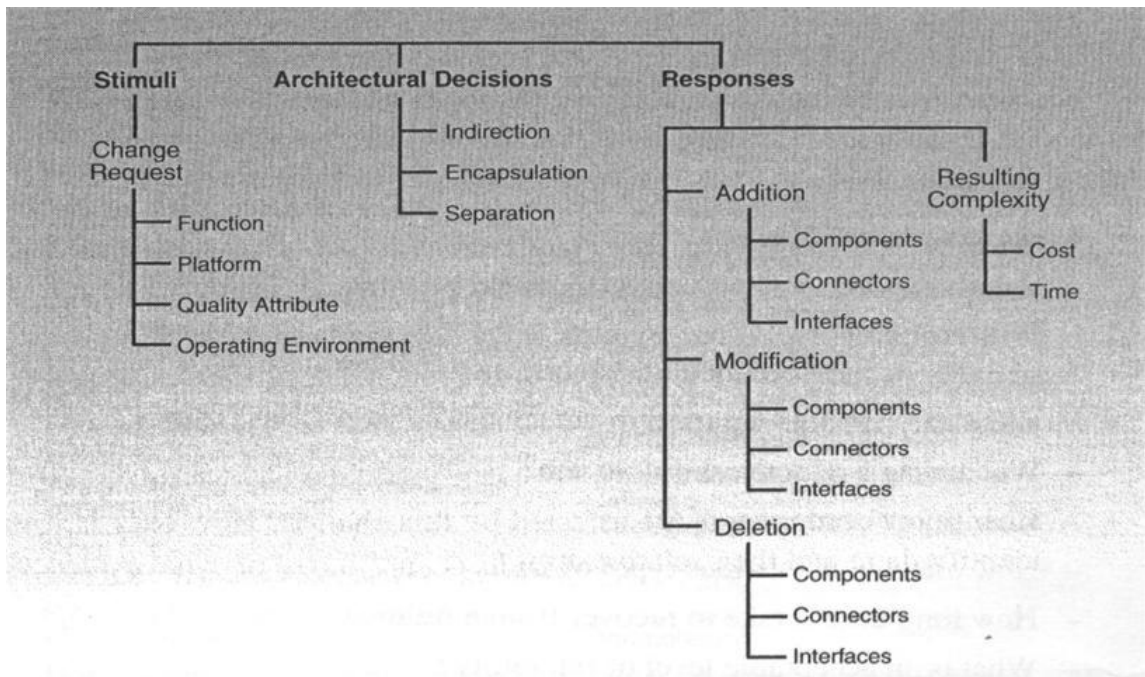 Stimuli
Architectural Decisions
Responses
Change
Request
Function
Platform
Quality Attribute
Operating Environment
Indirection
Encapsulation
Separation
Addition
Components
Connectors
Interfaces
Modification
Components
Connectors
Interfaces
Deletion
Components
Connectors
Interfaces
Resulting
Complexity
Cost
Time